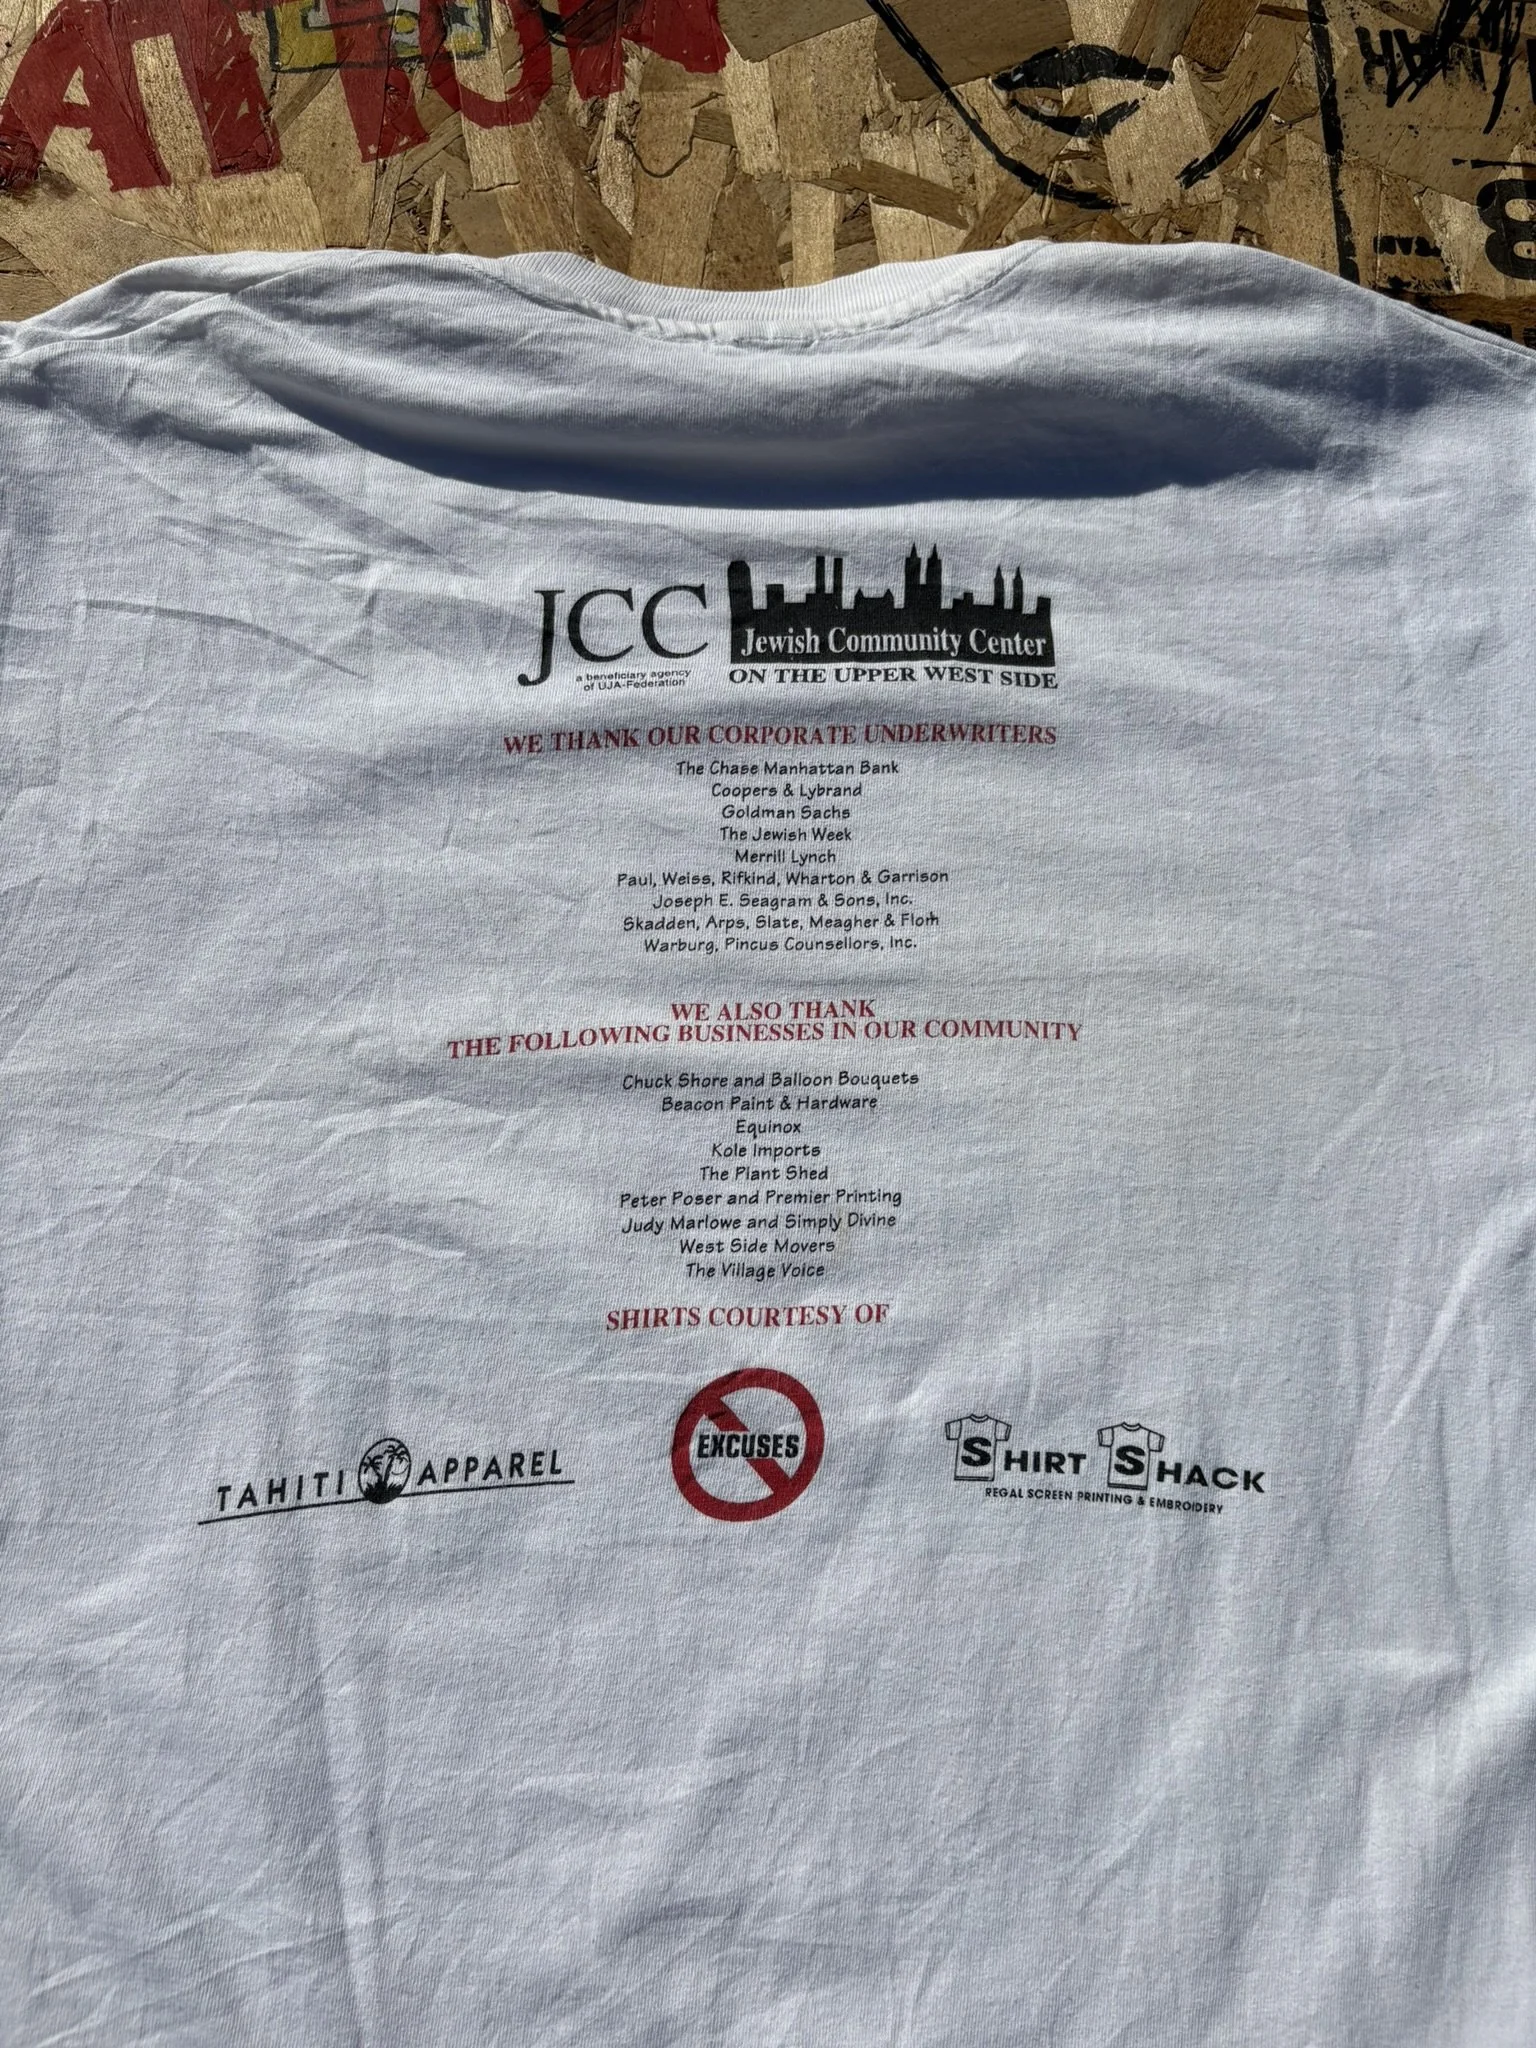 JCC
a beneficiary agency
of UJA-Federation
Jewish Community Center
ON THE UPPER WEST SIDE
WE THANK OUR CORPORATE UNDERWRITERS
The Chase Manhattan Bank
Coopers & Lybrand
Goldman Sachs
The Jewish Week
Merrill Lynch
Paul, Weiss, Rifkind, Wharton & Garrison
Joseph E. Seagram & Sons, Inc.
Skadden, Arps, Slate, Meagher & Flom
Warburg, Pincus Counsellors, Inc.
WE ALSO THANK
THE FOLLOWING BUSINESSES IN OUR COMMUNITY
Chuck Shore and Balloon Bouquets
Beacon Paint & Hardware
Equinox
Kole Imports
The Plant Shed
Peter Poser and Premier Printing
Judy Marlowe and Simply Divine
West Side Movers
The Village Voice
SHIRTS COURTESY OF
TAHITI APPAREL
EXCUSES
SHIRT SHACK
REGAL SCREEN PRINTING & EMBROIDERY